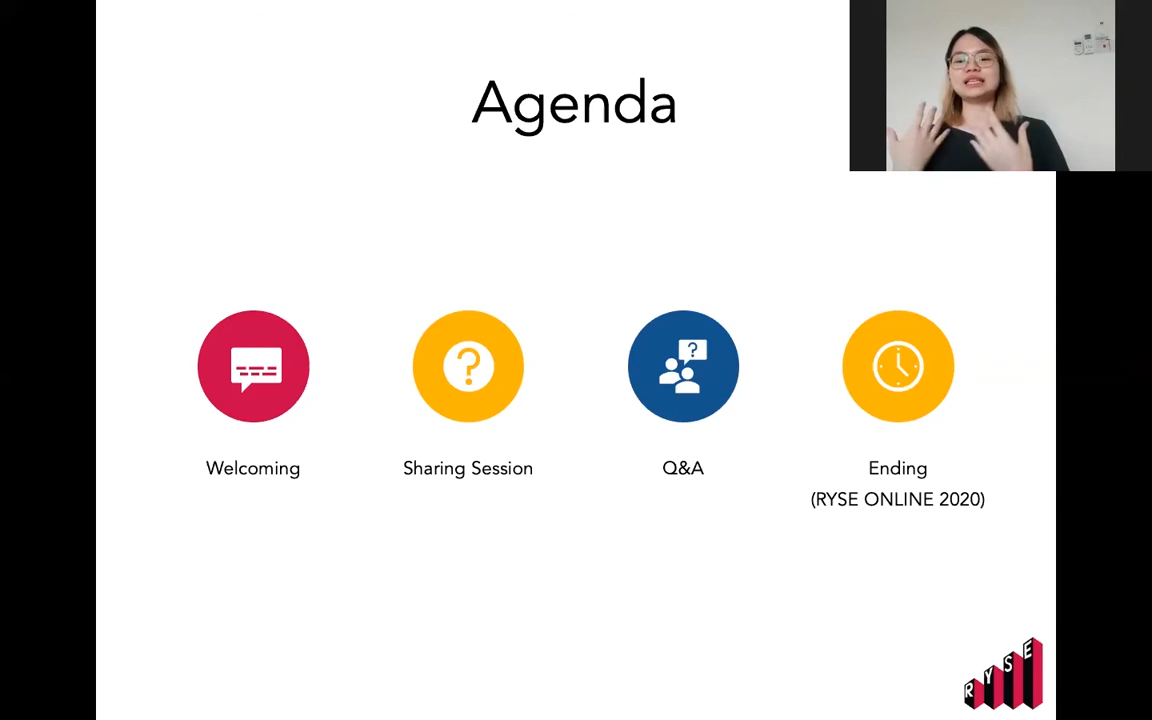 Agenda
?
?
?
Welcoming
Sharing Session
Q&A
Ending
(RYSE ONLINE 2020)
RYSE